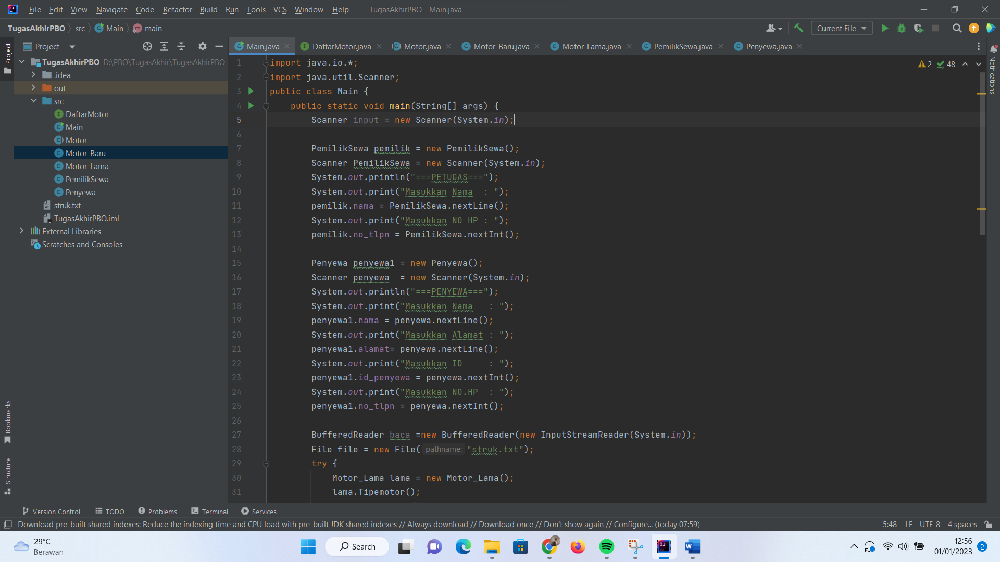 File Edit View Navigate Code Refactor Build Run Tools VCS Window Help TugasAkhirPBO - Main.java
TugasAkhirPBO src Main main Current File
Project
Main.java DaftarMotor.java Motor.java Motor_Baru.java Motor_Lama.java PemilikSewa.java Penyewa.java
Project
TugasAkhirPBO D:\PBO\TugasAkhir\TugasAkhirPBO
.idea
out
src
DaftarMotor
Main
Motor
Motor_Baru
Motor_Lama
PemilikSewa
Penyewa
struk.txt
TugasAkhirPBO.iml
External Libraries
Scratches and Consoles
Bookmarks
Structure
2 48
Notifications
1 import java.io.*;
2 import java.util.Scanner;
3 public class Main {
4 public static void main(String[] args) {
5 Scanner input = new Scanner(System.in);
6
7 PemilikSewa pemilik = new PemilikSewa();
8 Scanner PemilikSewa = new Scanner(System.in);
9 System.out.println("===PETUGAS===");
10 System.out.print("Masukkan Nama  : ");
11 pemilik.nama = PemilikSewa.nextLine();
12 System.out.print("Masukkan NO HP : ");
13 pemilik.no_tlpn = PemilikSewa.nextInt();
14
15 Penyewa penyewa1 = new Penyewa();
16 Scanner penyewa  = new Scanner(System.in);
17 System.out.println("===PENYEWA===");
18 System.out.print("Masukkan Nama   : ");
19 penyewa1.nama = penyewa.nextLine();
20 System.out.print("Masukkan Alamat : ");
21 penyewa1.alamat= penyewa.nextLine();
22 System.out.print("Masukkan ID     : ");
23 penyewa1.id_penyewa = penyewa.nextInt();
24 System.out.print("Masukkan NO.HP  : ");
25 penyewa1.no_tlpn = penyewa.nextInt();
26
27 BufferedReader baca =new BufferedReader(new InputStreamReader(System.in));
28 File file = new File( pathname: "struk.txt");
29 try {
30 Motor_Lama lama = new Motor_Lama();
31 lama.Tipemotor();
Version Control TODO Problems Terminal Services
Download pre-built shared indexes: Reduce the indexing time and CPU load with pre-built JDK shared indexes // Always download // Download once // Don't show again // Configure... (today 07:59) 5:48 LF UTF-8 4 spaces
29°C
Berawan
Search
12:56
01/01/2023
2